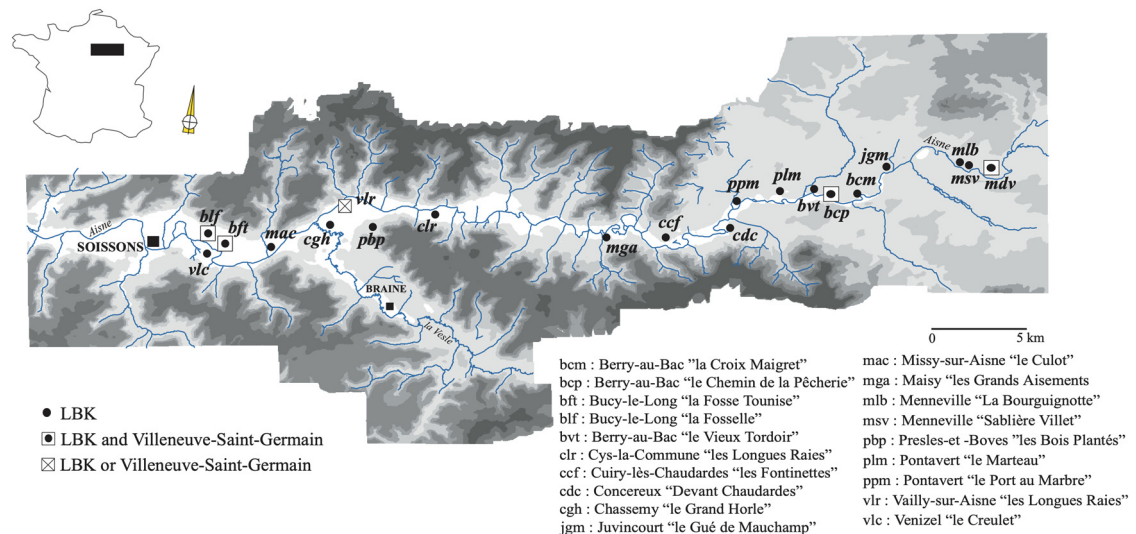 Aisne
mlb
jgm
msv
mdv
plm
bcm
ppm
bvt
bcp
vlr
blf
bft
Aisne
SOISSONS
mae
cgh
pbp
clr
ccf
cdc
mga
vlc
BRAINE
la Vesle
0 5 km
LBK
LBK and Villeneuve-Saint-Germain
LBK or Villeneuve-Saint-Germain
bcm : Berry-au-Bac "la Croix Maigret"
bcp : Berry-au-Bac "le Chemin de la Pêcherie"
bft : Bucy-le-Long "la Fosse Tounise"
blf : Bucy-le-Long "la Fosselle"
bvt : Berry-au-Bac "le Vieux Tordoir"
clr : Cys-la-Commune "les Longues Raies"
ccf : Cuiry-lès-Chaudardes "les Fontinettes"
cdc : Concereux "Devant Chaudardes"
cgh : Chassemy "le Grand Horle"
jgm : Juvincourt "le Gué de Mauchamp"
mac : Missy-sur-Aisne "le Culot"
mga : Maisy "les Grands Aisements
mlb : Menneville "La Bourguignotte"
msv : Menneville "Sablière Villet"
pbp : Presles-et -Boves "les Bois Plantés"
plm : Pontavert "le Marteau"
ppm : Pontavert "le Port au Marbre"
vlr : Vailly-sur-Aisne "les Longues Raies"
vlc : Venizel "le Creulet"